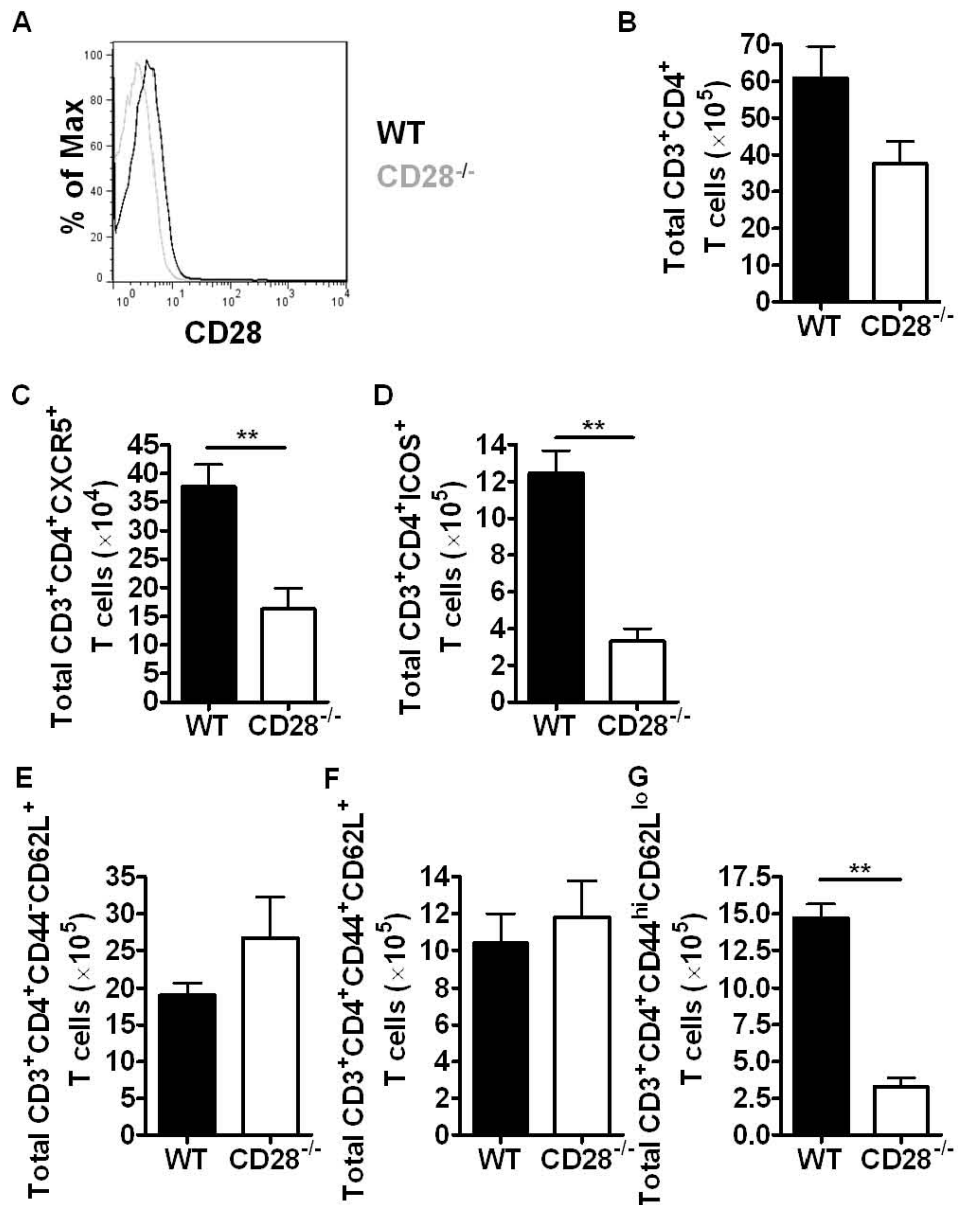 A
% of Max
100
80
60
40
20
0
10⁰ 10¹ 10² 10³ 10⁴
CD28
WT
CD28⁻/⁻
B
Total CD3⁺CD4⁺
T cells (×10⁵)
70
60
50
40
30
20
10
0
WT CD28⁻/⁻
C
Total CD3⁺CD4⁺CXCR5⁺
T cells (×10⁴)
45
40
35
30
25
20
15
10
5
0
**
WT CD28⁻/⁻
D
Total CD3⁺CD4⁺ICOS⁺
T cells (×10⁵)
14
12
10
8
6
4
2
0
**
WT CD28⁻/⁻
E
Total CD3⁺CD4⁺CD44⁻CD62L⁺
T cells (×10⁵)
35
30
25
20
15
10
5
0
WT CD28⁻/⁻
F
Total CD3⁺CD4⁺CD44⁺CD62L⁺
T cells (×10⁵)
14
12
10
8
6
4
2
0
WT CD28⁻/⁻
G
Total CD3⁺CD4⁺CD44ʰⁱCD62Lˡᵒ
T cells (×10⁵)
17.5
15.0
12.5
10.0
7.5
5.0
2.5
0.0
**
WT CD28⁻/⁻